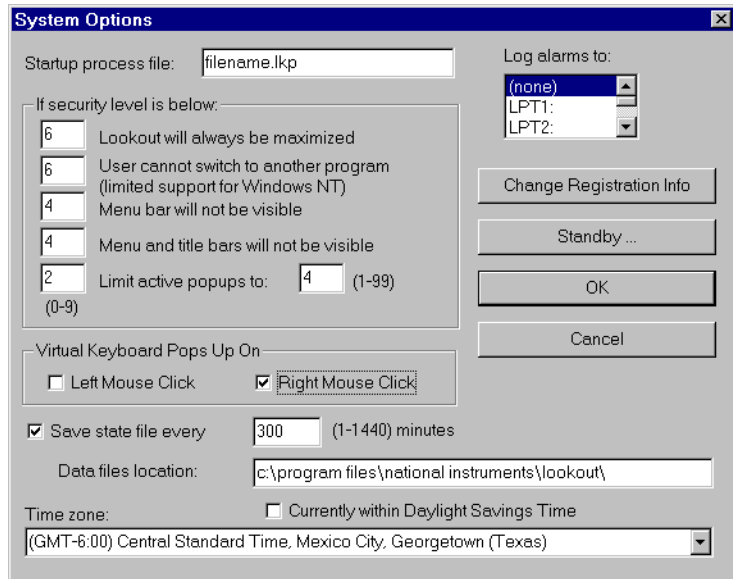 System Options
Startup process file: filename.lkp
Log alarms to:
(none)
LPT1:
LPT2:
If security level is below:
6 Lookout will always be maximized
6 User cannot switch to another program
(limited support for Windows NT)
4 Menu bar will not be visible
4 Menu and title bars will not be visible
2 Limit active popups to: 4 (1-99)
(0-9)
Change Registration Info
Standby ...
OK
Cancel
Virtual Keyboard Pops Up On
Left Mouse Click Right Mouse Click
Save state file every 300 (1-1440) minutes
Data files location: c:\program files\national instruments\lookout\
Time zone: Currently within Daylight Savings Time
(GMT-6:00) Central Standard Time, Mexico City, Georgetown (Texas)